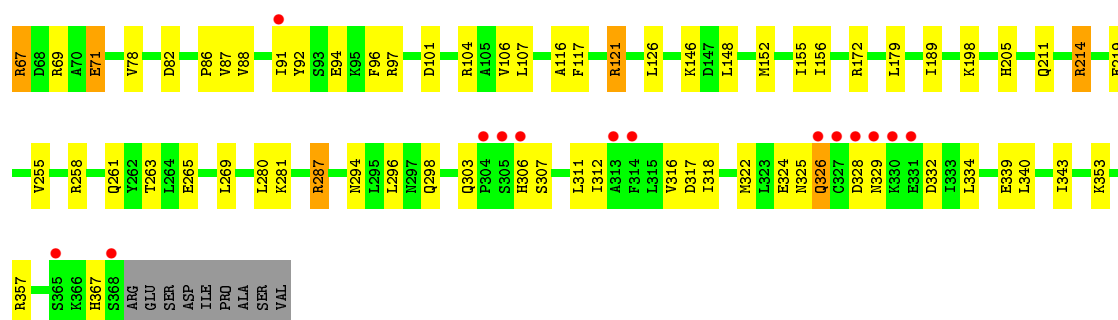 R67 D68 R69 A70 E71 V78 D82 P86 V87 V88 I91 Y92 S93 E94 K95 F96 R97 D101 R104 A105 V106 L107 A116 F117 R121 L126 K146 D147 L148 M152 I155 I156 R172 L179 I189 K198 H205 Q211 R214
V255 R258 Q261 Y262 T263 L264 E265 L269 L280 K281 R287 N294 L295 L296 N297 Q298 Q303 P304 S305 H306 S307 L311 I312 A313 F314 L315 V316 D317 I318 M322 L323 E324 N325 Q326 C327 D328 N329 K330 E331 D332 I333 L334 E339 L340 I343 K353
R357 S365 K366 H367 S368 ARG GLU SER ASP ILE PRO ALA SER VAL